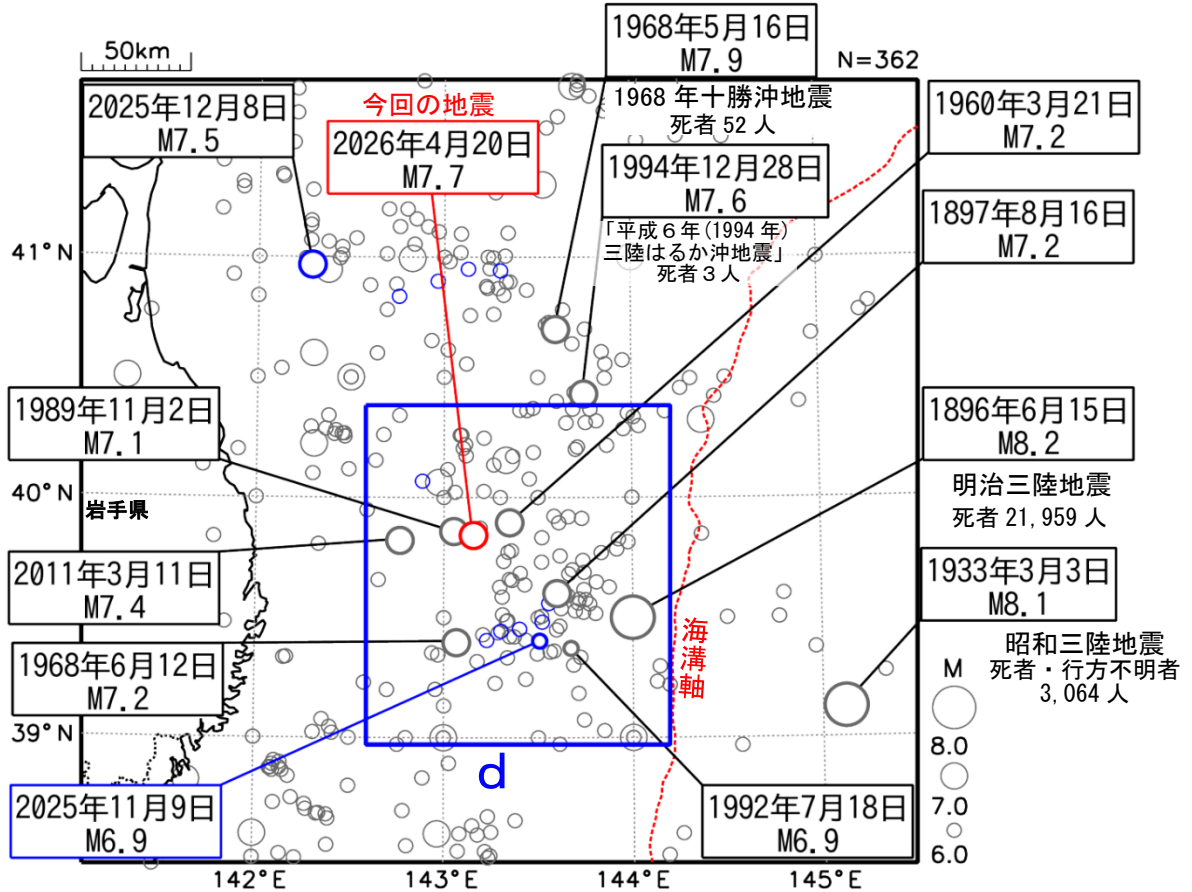 50km
1968年5月16日
M7.9
N=362
2025年12月8日
M7.5
今回の地震
2026年4月20日
M7.7
1968 年十勝沖地震
死者 52 人
1960年3月21日
M7.2
1994年12月28日
M7.6
「平成６年(1994 年)
三陸はるか沖地震」
死者３人
1897年8月16日
M7.2
41°N
1989年11月2日
M7.1
1896年6月15日
M8.2
明治三陸地震
死者 21,959 人
40°N
岩手県
2011年3月11日
M7.4
1933年3月3日
M8.1
昭和三陸地震
死者・行方不明者
3,064 人
海溝軸
1968年6月12日
M7.2
M
8.0
7.0
6.0
39°N
d
2025年11月9日
M6.9
1992年7月18日
M6.9
142°E
143°E
144°E
145°E